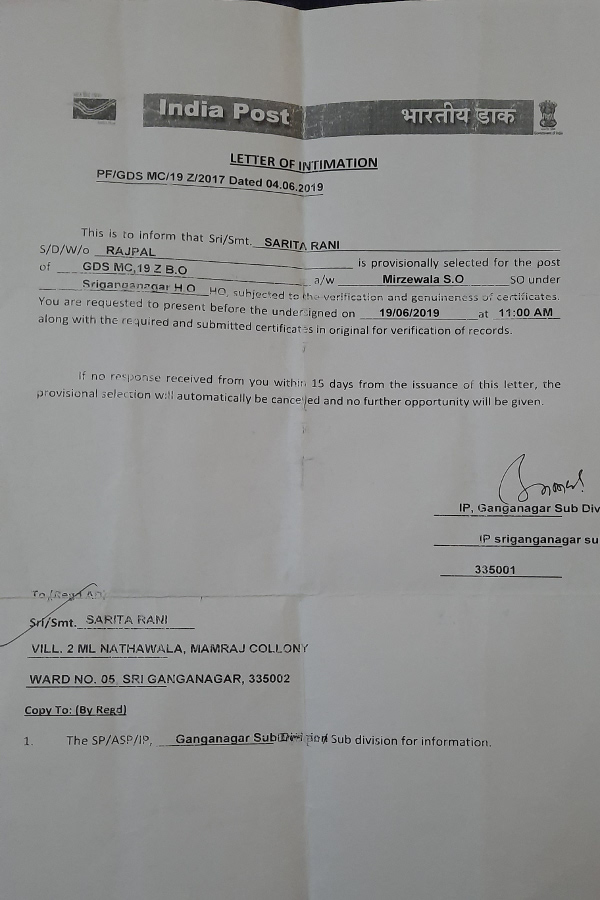 India Post भारतीय डाक
LETTER OF INTIMATION
PF/GDS MC/19 Z/2017 Dated 04.06.2019
This is to inform that Sri/Smt. SARITA RANI
S/D/W/o RAJPAL is provisionally selected for the post
of GDS MC,19 Z B.O a/w Mirzewala S.O SO under
Sriganganagar H O HO, subjected to the verification and genuineness of certificates.
You are requested to present before the undersigned on 19/06/2019 at 11:00 AM
along with the required and submitted certificates in original for verification of records.
If no response received from you within 15 days from the issuance of this letter, the
provisional selection will automatically be cancelled and no further opportunity will be given.
IP, Ganganagar Sub Div
IP sriganganagar su
335001
To,
Sri/Smt. SARITA RANI
VILL. 2 ML NATHAWALA, MAMRAJ COLLONY
WARD NO. 05, SRI GANGANAGAR, 335002
Copy To: (By Regd)
1. The SP/ASP/IP, Ganganagar Sub Division Sub division for information.